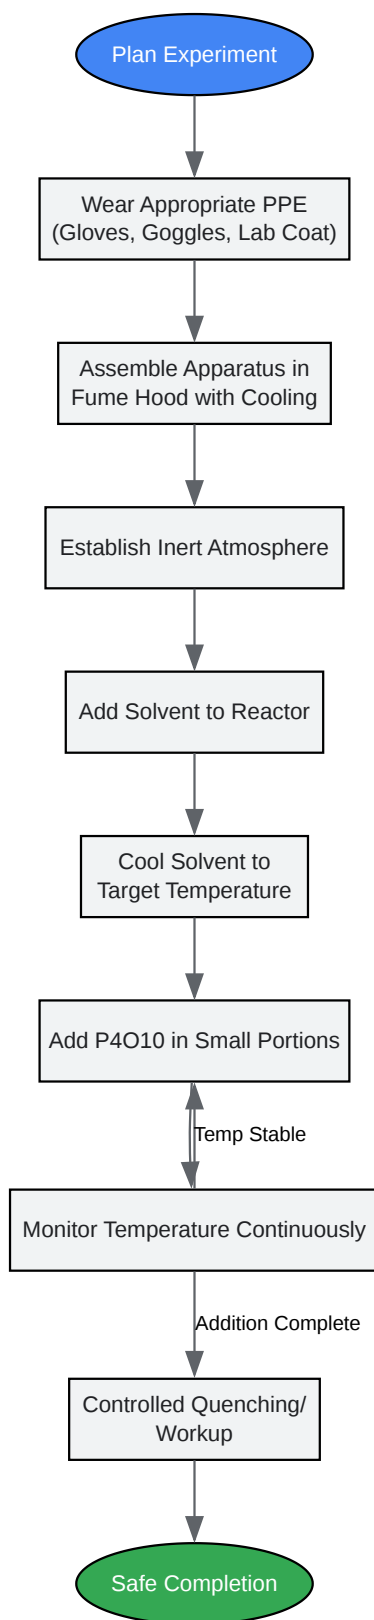 Plan Experiment
Wear Appropriate PPE
(Gloves, Goggles, Lab Coat)
Assemble Apparatus in
Fume Hood with Cooling
Establish Inert Atmosphere
Add Solvent to Reactor
Cool Solvent to
Target Temperature
Add P4O10 in Small Portions
Temp Stable
Monitor Temperature Continuously
Addition Complete
Controlled Quenching/
Workup
Safe Completion